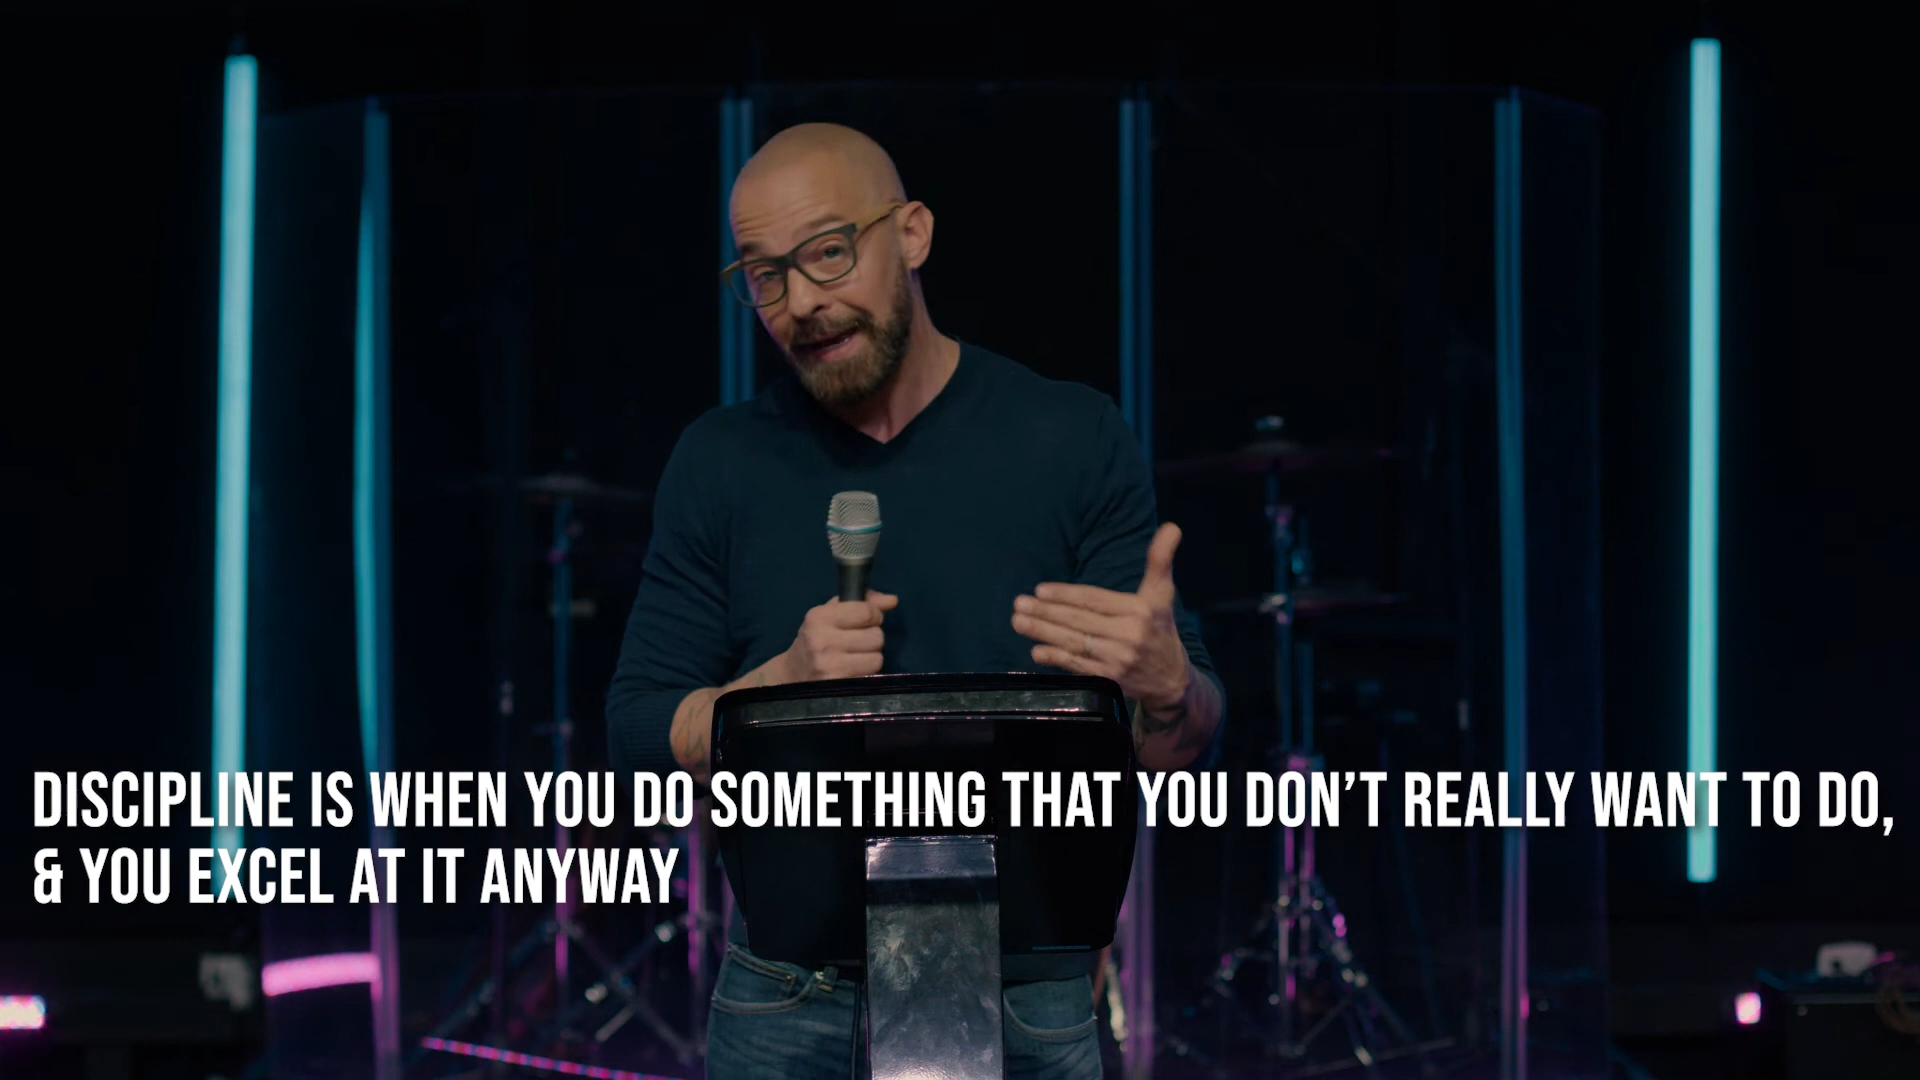 DISCIPLINE IS WHEN YOU DO SOMETHING THAT YOU DON’T REALLY WANT TO DO,
& YOU EXCEL AT IT ANYWAY